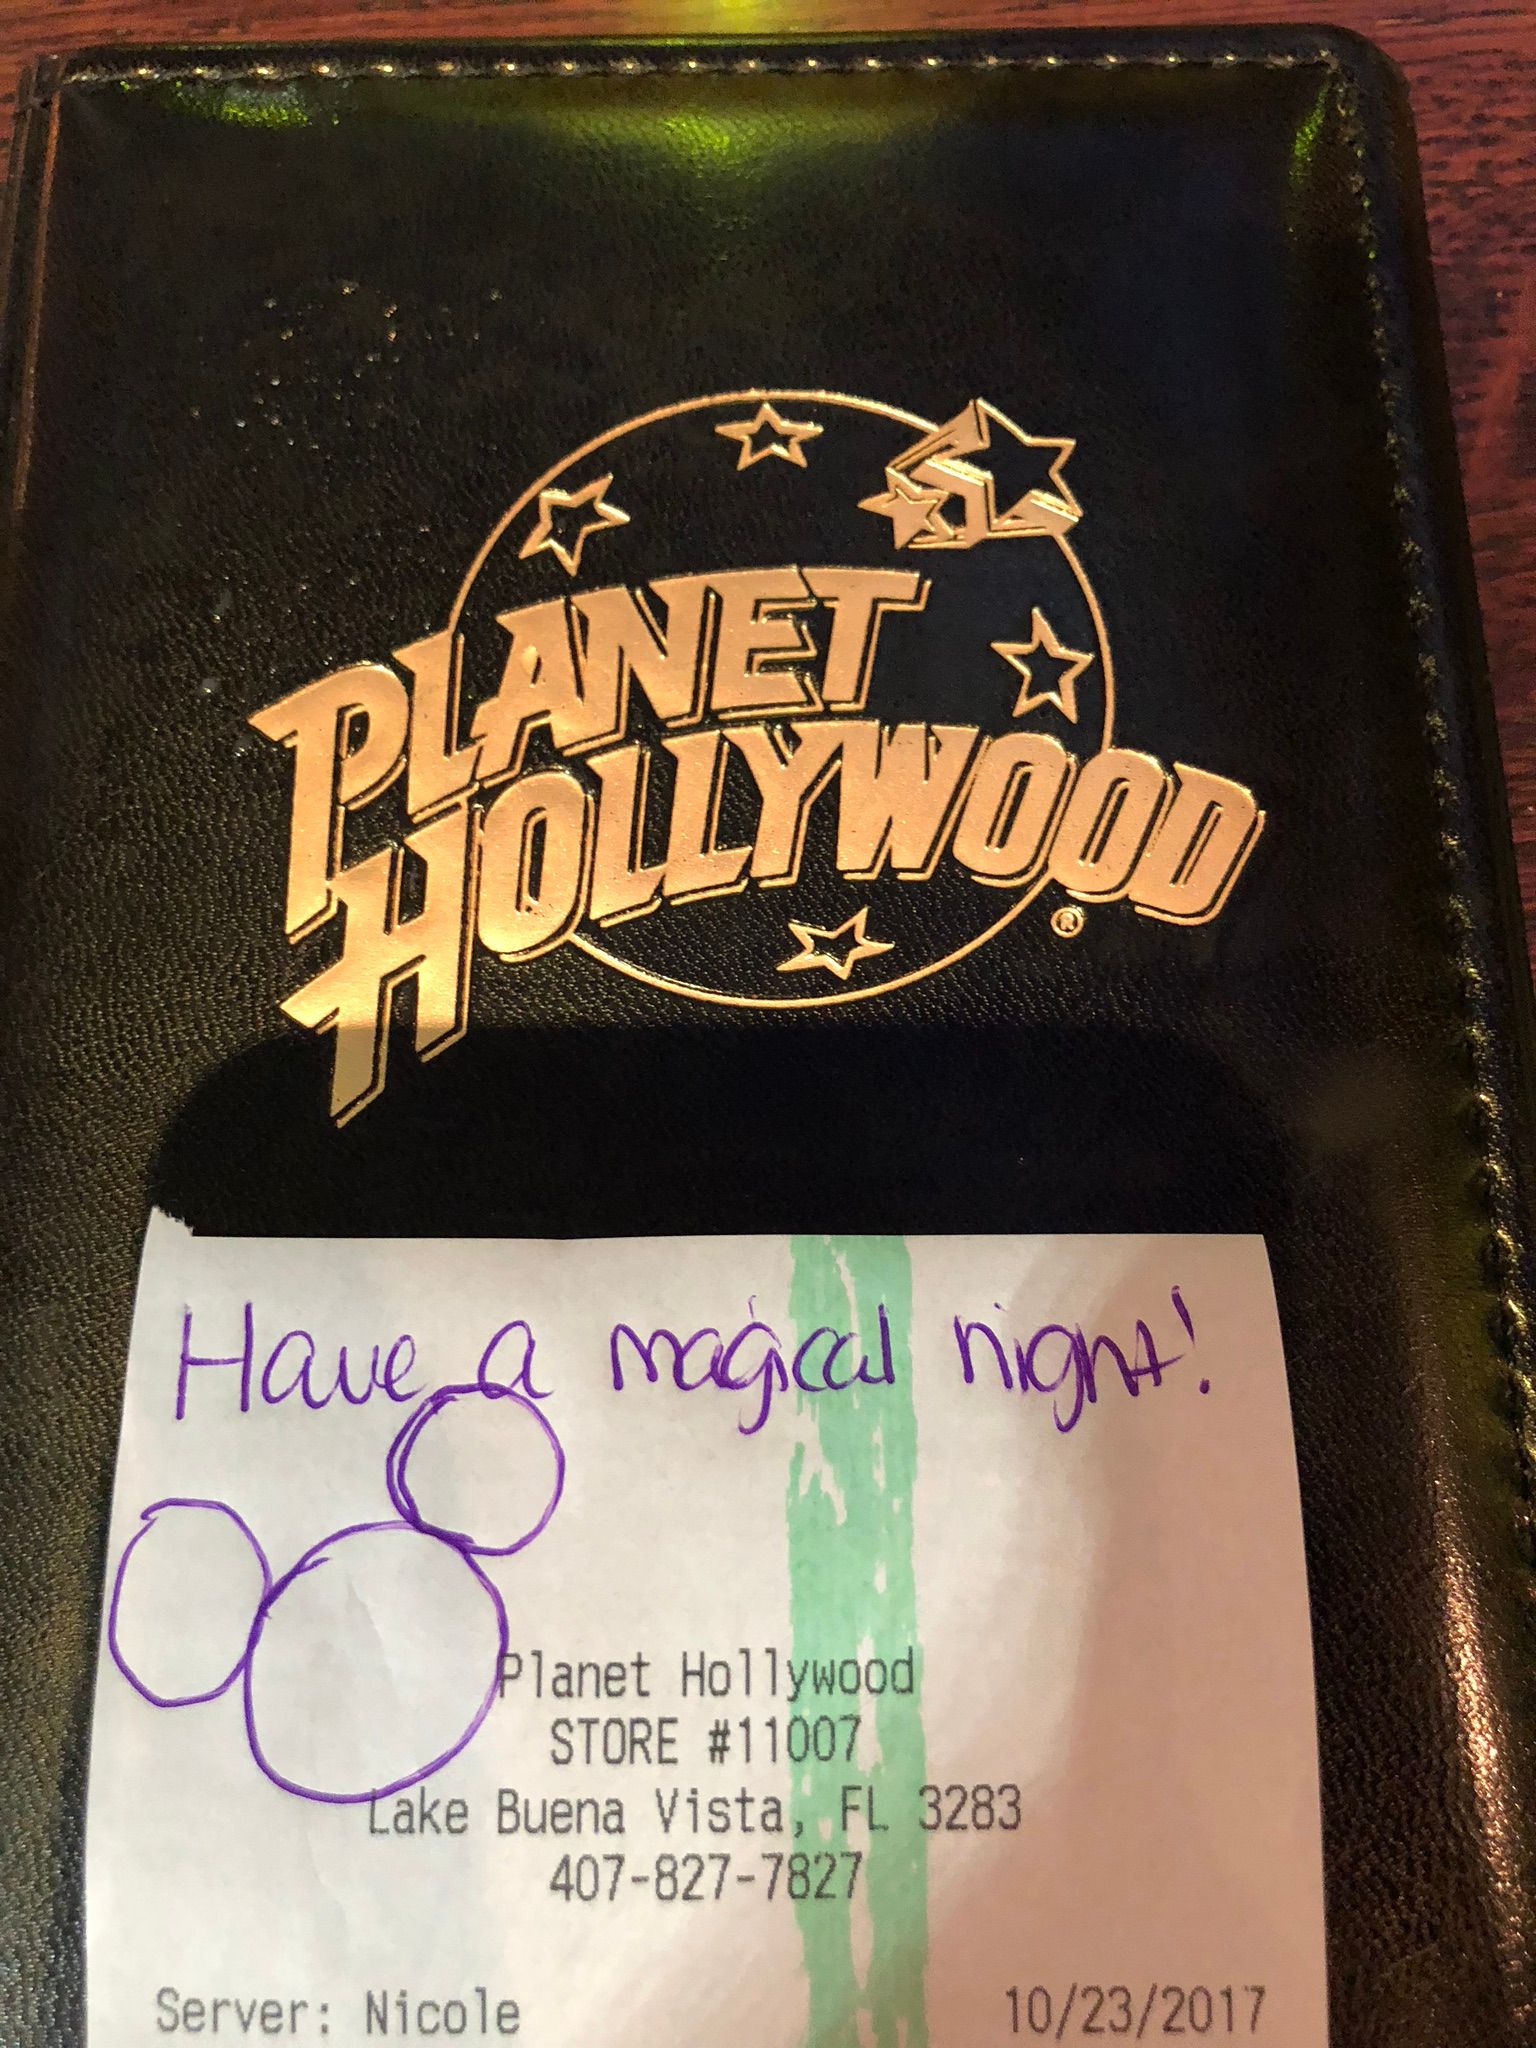 PLANET
HOLLYWOOD
®
Have a magical night!
Planet Hollywood
STORE #11007
Lake Buena Vista, FL 3283
407-827-7827
Server: Nicole 10/23/2017